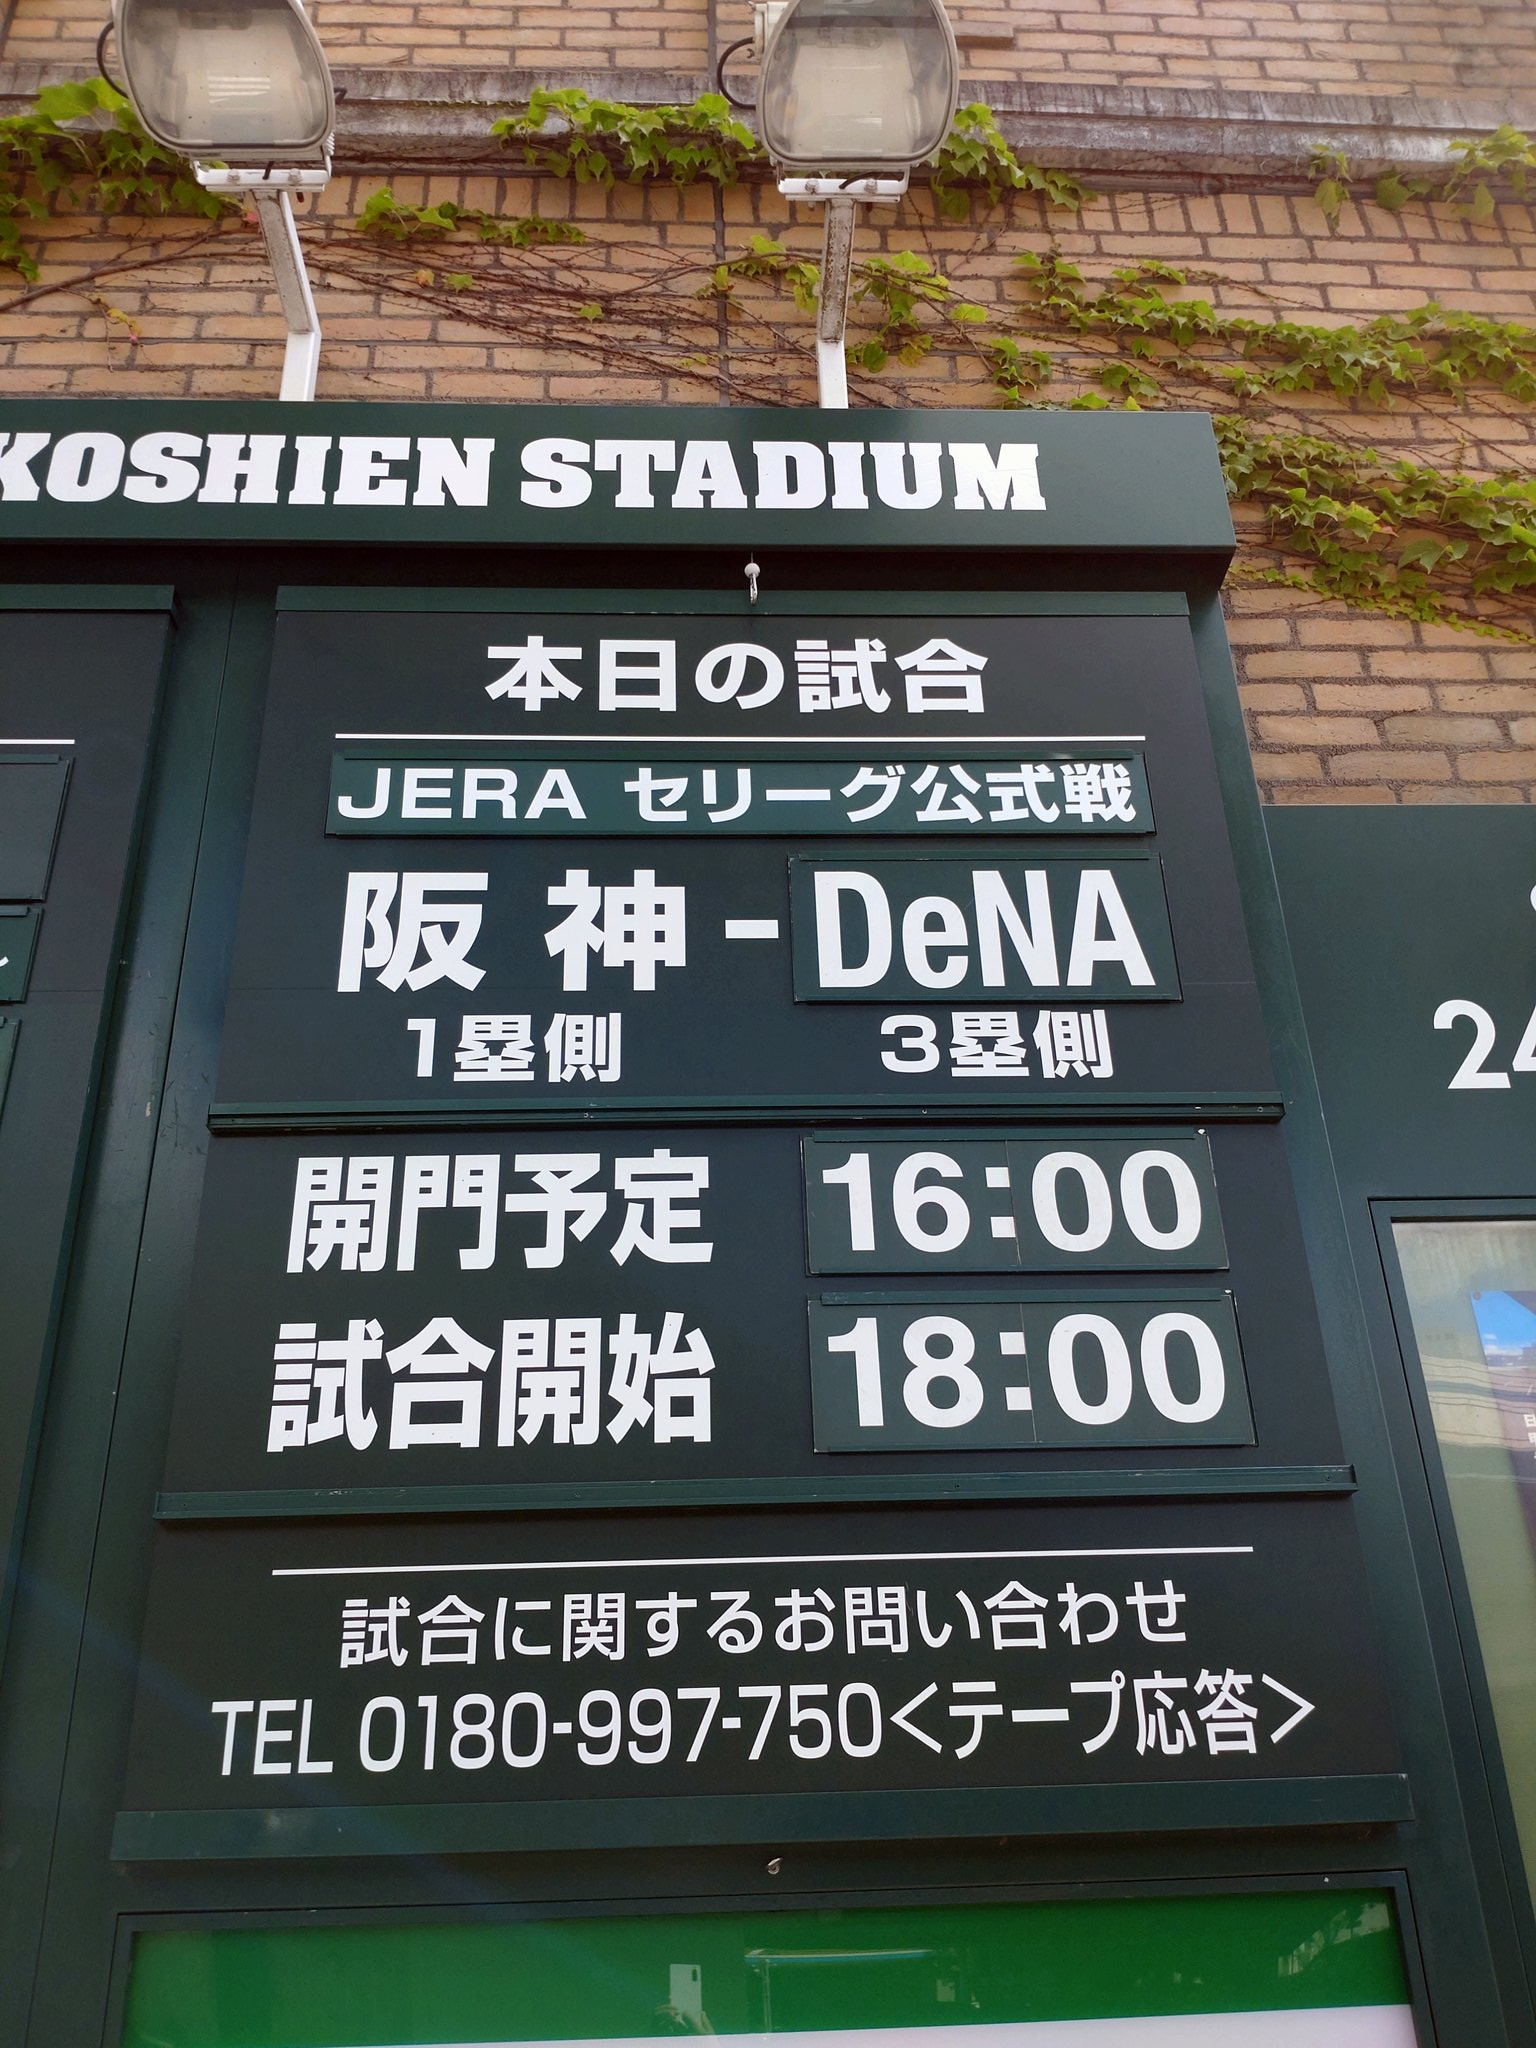 KOSHIEN STADIUM
本日の試合
JERA セリーグ公式戦
阪神-DeNA
1塁側 3塁側
開門予定 16:00
試合開始 18:00
試合に関するお問い合わせ
TEL 0180-997-750<テープ応答>